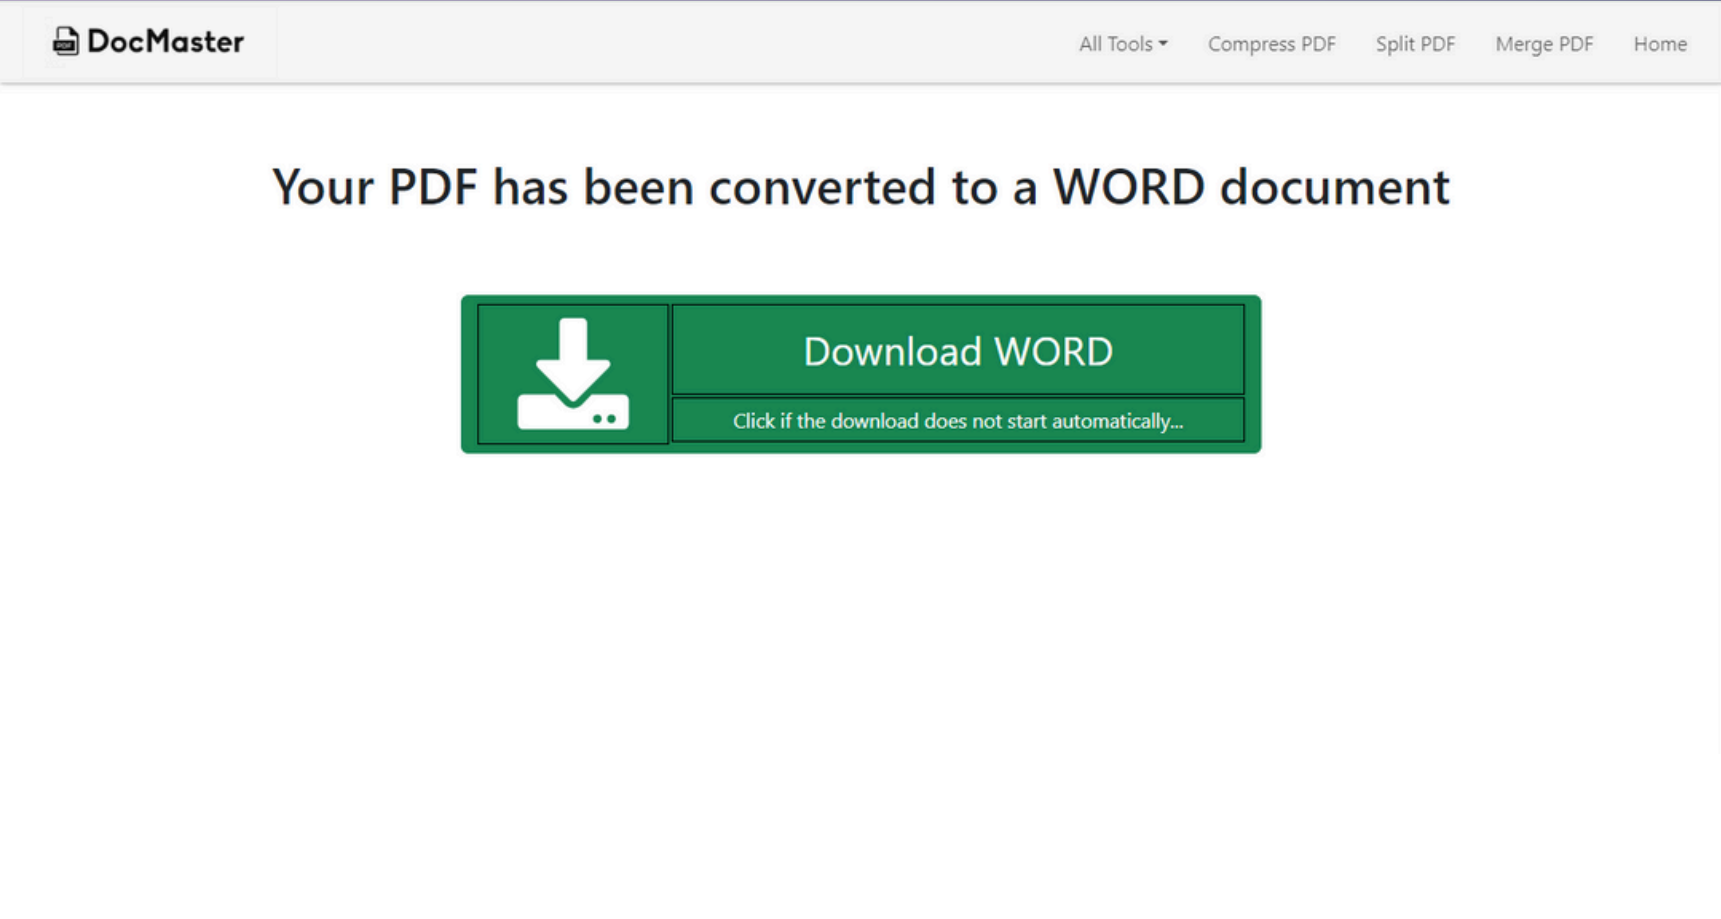 DocMaster
All Tools Compress PDF Split PDF Merge PDF Home
Your PDF has been converted to a WORD document
Download WORD
Click if the download does not start automatically...